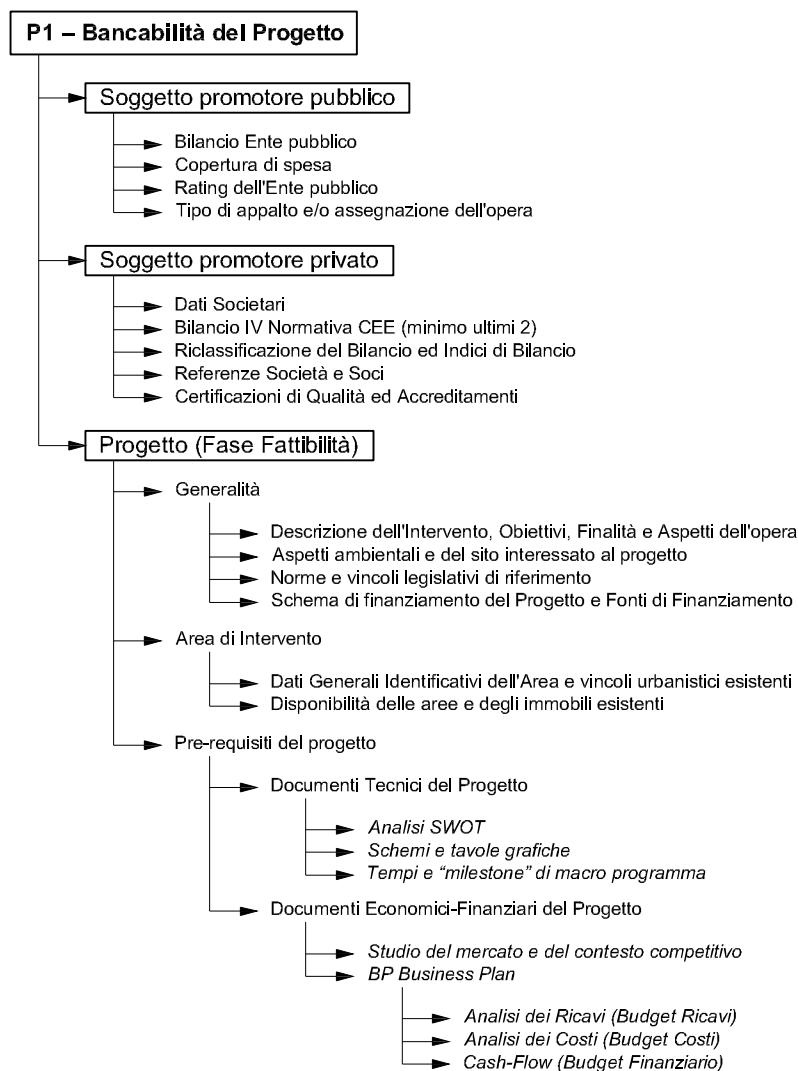 P1 – Bancabilità del Progetto
Soggetto promotore pubblico
Bilancio Ente pubblico
Copertura di spesa
Rating dell'Ente pubblico
Tipo di appalto e/o assegnazione dell'opera
Soggetto promotore privato
Dati Societari
Bilancio IV Normativa CEE (minimo ultimi 2)
Riclassificazione del Bilancio ed Indici di Bilancio
Referenze Società e Soci
Certificazioni di Qualità ed Accreditamenti
Progetto (Fase Fattibilità)
Generalità
Descrizione dell'Intervento, Obiettivi, Finalità e Aspetti dell'opera
Aspetti ambientali e del sito interessato al progetto
Norme e vincoli legislativi di riferimento
Schema di finanziamento del Progetto e Fonti di Finanziamento
Area di Intervento
Dati Generali Identificativi dell'Area e vincoli urbanistici esistenti
Disponibilità delle aree e degli immobili esistenti
Pre-requisiti del progetto
Documenti Tecnici del Progetto
Analisi SWOT
Schemi e tavole grafiche
Tempi e “milestone” di macro programma
Documenti Economici-Finanziari del Progetto
Studio del mercato e del contesto competitivo
BP Business Plan
Analisi dei Ricavi (Budget Ricavi)
Analisi dei Costi (Budget Costi)
Cash-Flow (Budget Finanziario)